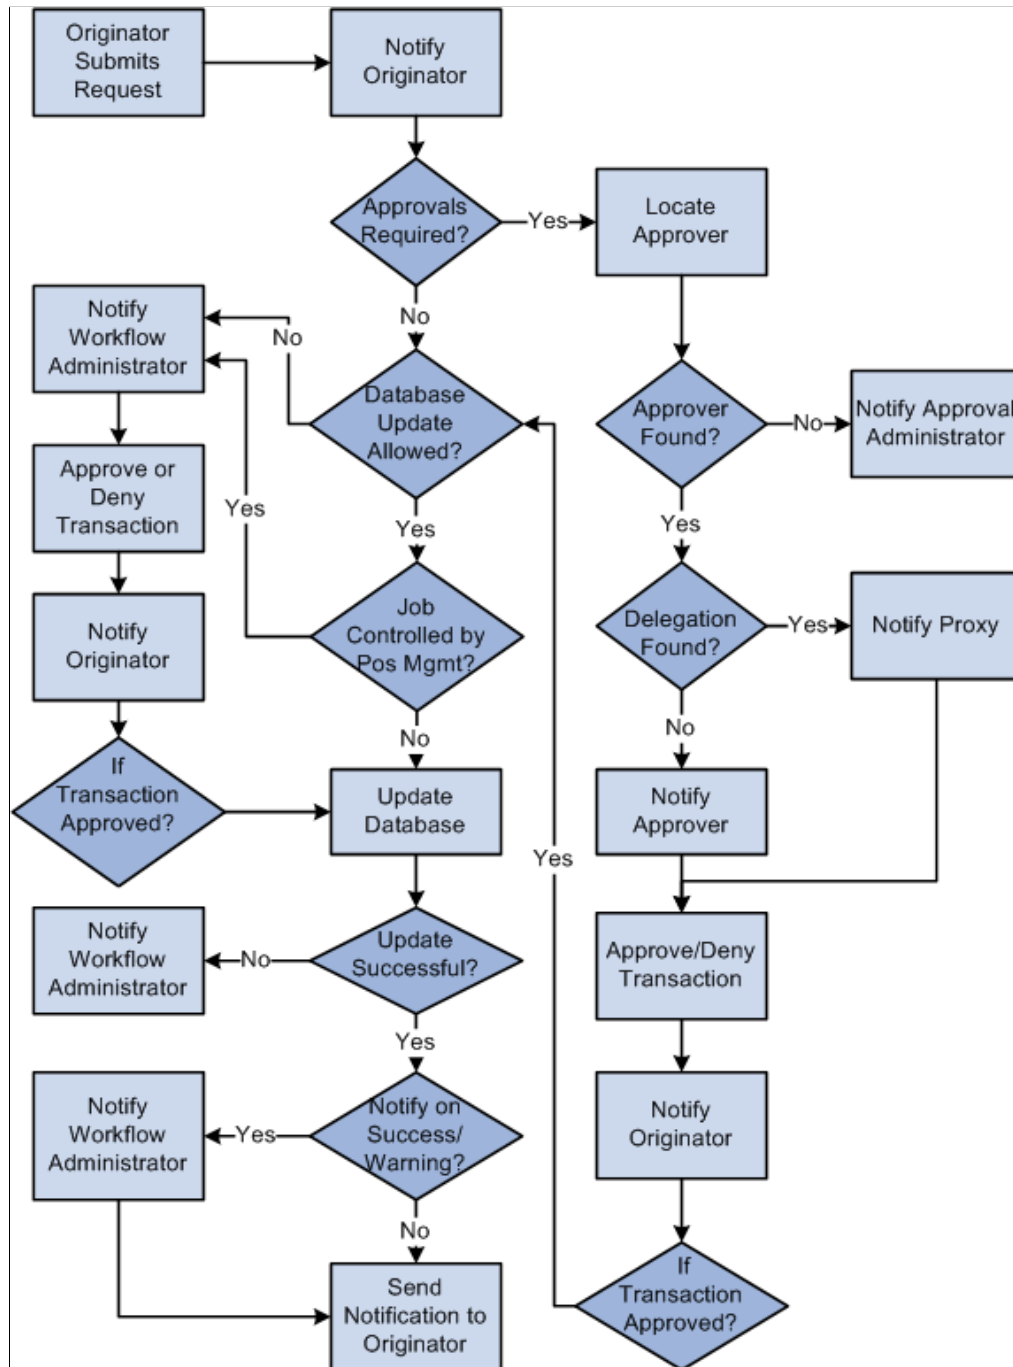 Originator
Submits
Request
Notify
Originator
Approvals
Required?
Yes
Locate
Approver
No
Notify
Workflow
Administrator
No
Database
Update
Allowed?
Approver
Found?
No
Notify Approval
Administrator
Approve or
Deny
Transaction
Yes
Yes
Yes
Notify
Originator
Job
Controlled by
Pos Mgmt?
Delegation
Found?
Yes
Notify Proxy
No
No
If
Transaction
Approved?
Update
Database
Notify
Approver
Yes
Notify
Workflow
Administrator
No
Update
Successful?
Approve/Deny
Transaction
Yes
Notify
Workflow
Administrator
Yes
Notify on
Success/
Warning?
Notify
Originator
No
Send
Notification to
Originator
If
Transaction
Approved?